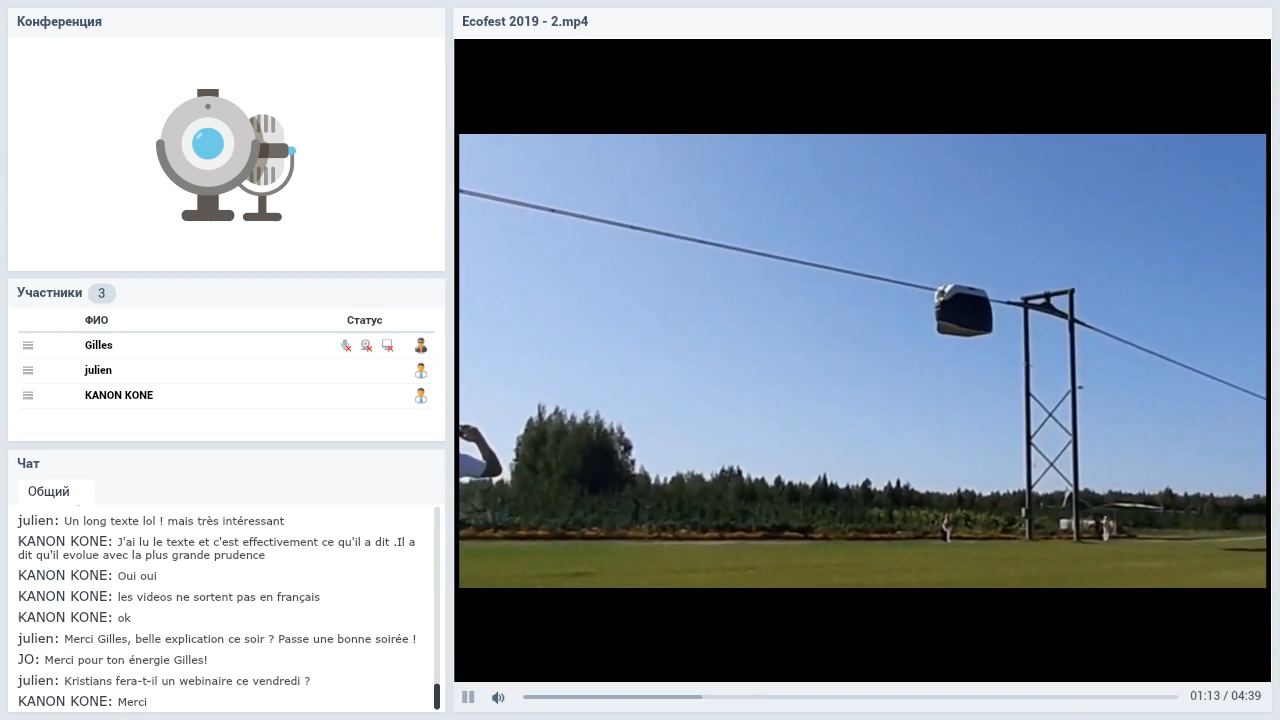 Конференция
Ecofest 2019 - 2.mp4
Участники 3
ФИО Статус
Gilles
julien
KANON KONE
Чат
Общий
julien: Un long texte lol ! mais très intéressant
KANON KONE: J'ai lu le texte et c'est effectivement ce qu'il a dit .Il a
dit qu'il evolue avec la plus grande prudence
KANON KONE: Oui oui
KANON KONE: les videos ne sortent pas en français
KANON KONE: ok
julien: Merci Gilles, belle explication ce soir ? Passe une bonne soirée !
JO: Merci pour ton énergie Gilles!
julien: Kristians fera-t-il un webinaire ce vendredi ?
KANON KONE: Merci
01:13 / 04:39